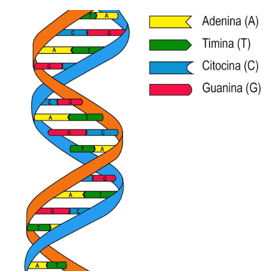 T A
C G
A T
G C
C G
A T
G C
T A
C G
A T
G C
T A
A T
Adenina (A)
Timina (T)
Citocina (C)
Guanina (G)